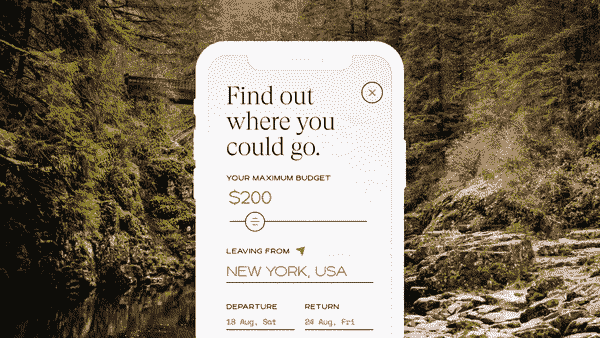 Find out
where you
could go.
YOUR MAXIMUM BUDGET
$200
LEAVING FROM
NEW YORK, USA
DEPARTURE RETURN
18 Aug, Sat 24 Aug, Fri